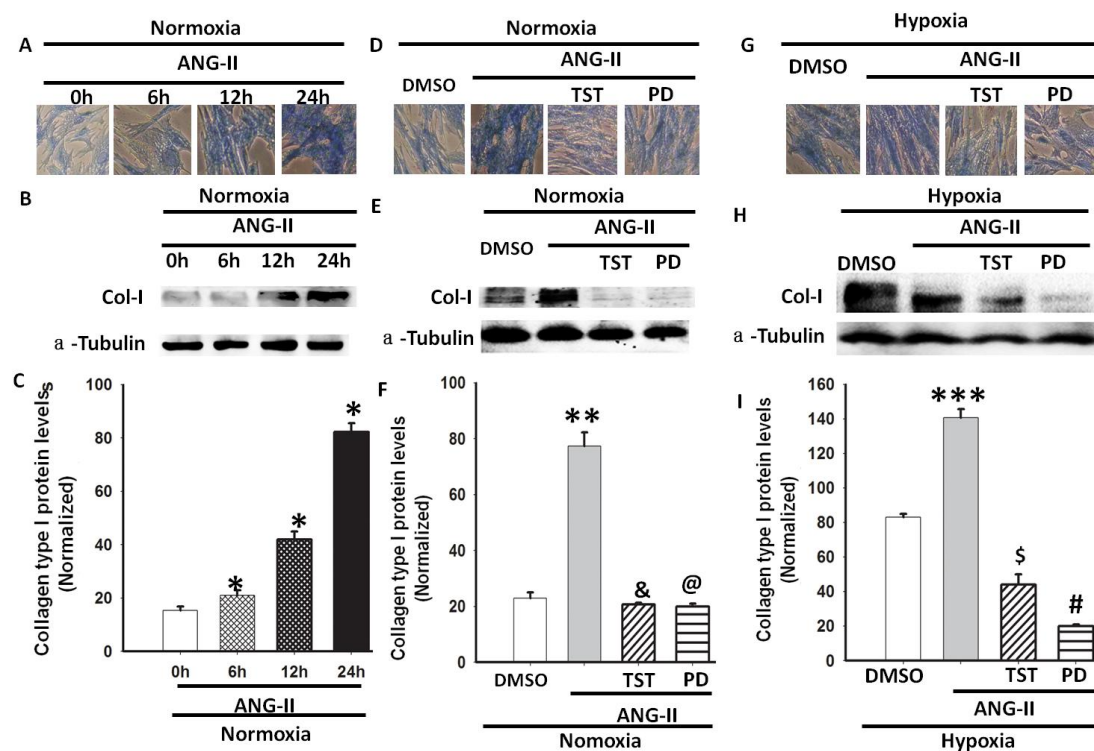 A
Normoxia
ANG-II
0h 6h 12h 24h
B
Normoxia
ANG-II
0h 6h 12h 24h
Col-I
a -Tubulin
C
Collagen type I protein levels
(Normalized)
s
100
80
60
40
20
0
*
*
*
0h 6h 12h 24h
ANG-II
Normoxia
D
Normoxia
ANG-II
DMSO
TST PD
E
Normoxia
ANG-II
DMSO
TST PD
Col-I
a -Tubulin
F
Collagen type I protein levels
(Normalized)
100
80
60
40
20
0
**
&
@
DMSO TST PD
ANG-II
Nomoxia
G
Hypoxia
ANG-II
DMSO
TST PD
H
Hypoxia
ANG-II
DMSO
TST PD
Col-I
a -Tubulin
I
Collagen type I protein levels
(Normalized)
160
140
120
100
80
60
40
20
0
***
$
#
DMSO TST PD
ANG-II
Hypoxia